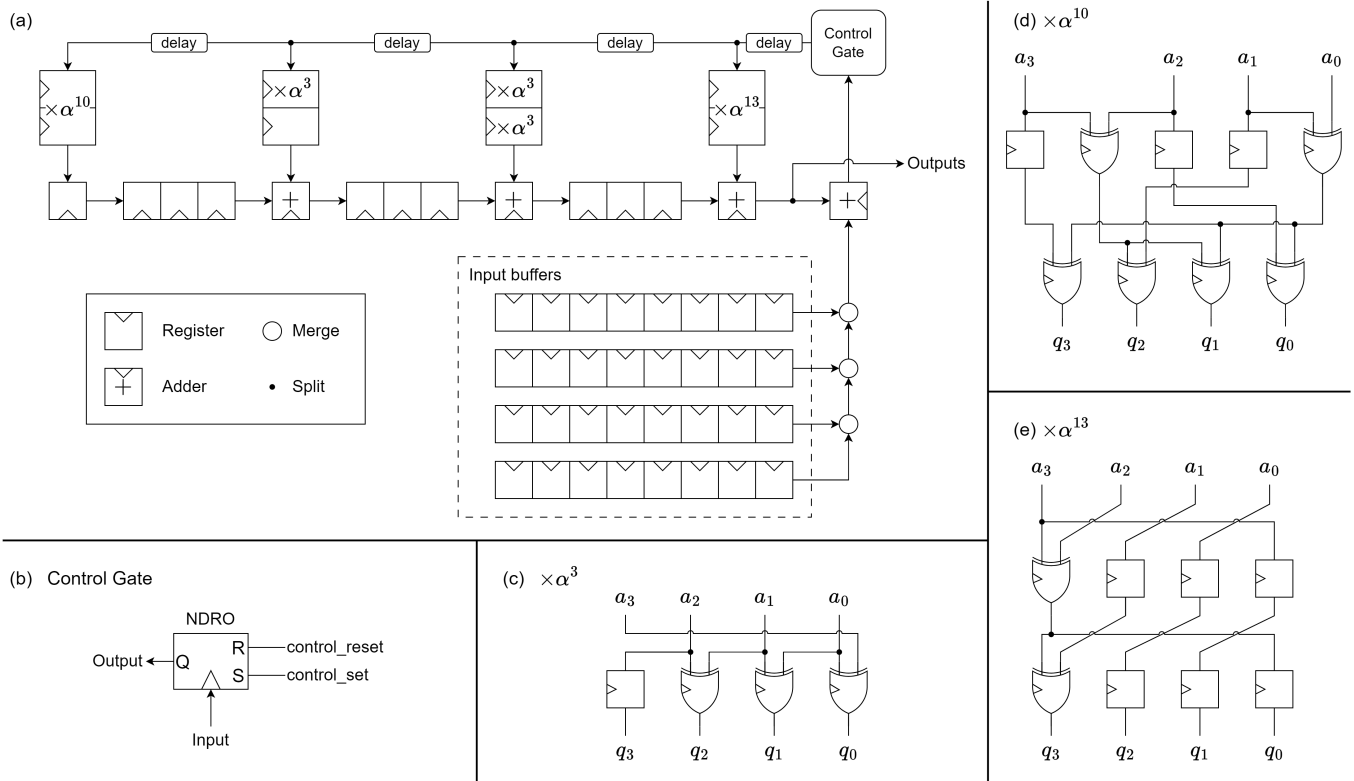 (a)
delay delay delay delay
Control
Gate
×α¹⁰ ×α³ ×α³ ×α¹³
×α³
Outputs
+ + + +
Input buffers
Register Merge
+ Adder Split
(b) Control Gate
NDRO
Output Q R control_reset
S control_set
Input
(c) ×α³
a₃ a₂ a₁ a₀
q₃ q₂ q₁ q₀
(d) ×α¹⁰
a₃ a₂ a₁ a₀
q₃ q₂ q₁ q₀
(e) ×α¹³
a₃ a₂ a₁ a₀
q₃ q₂ q₁ q₀